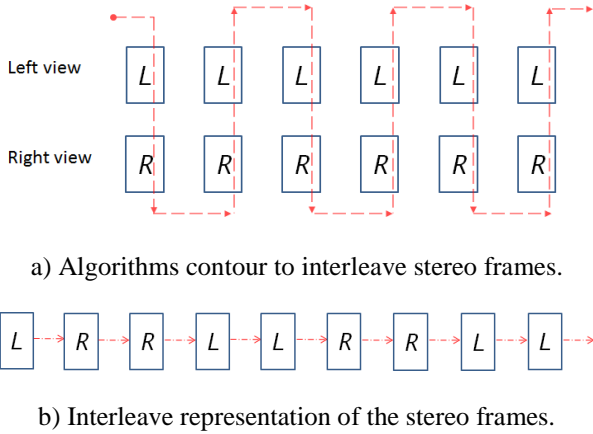 Left view L L L L L L
Right view R R R R R R
a) Algorithms contour to interleave stereo frames.
L R R L L R R L L
b) Interleave representation of the stereo frames.